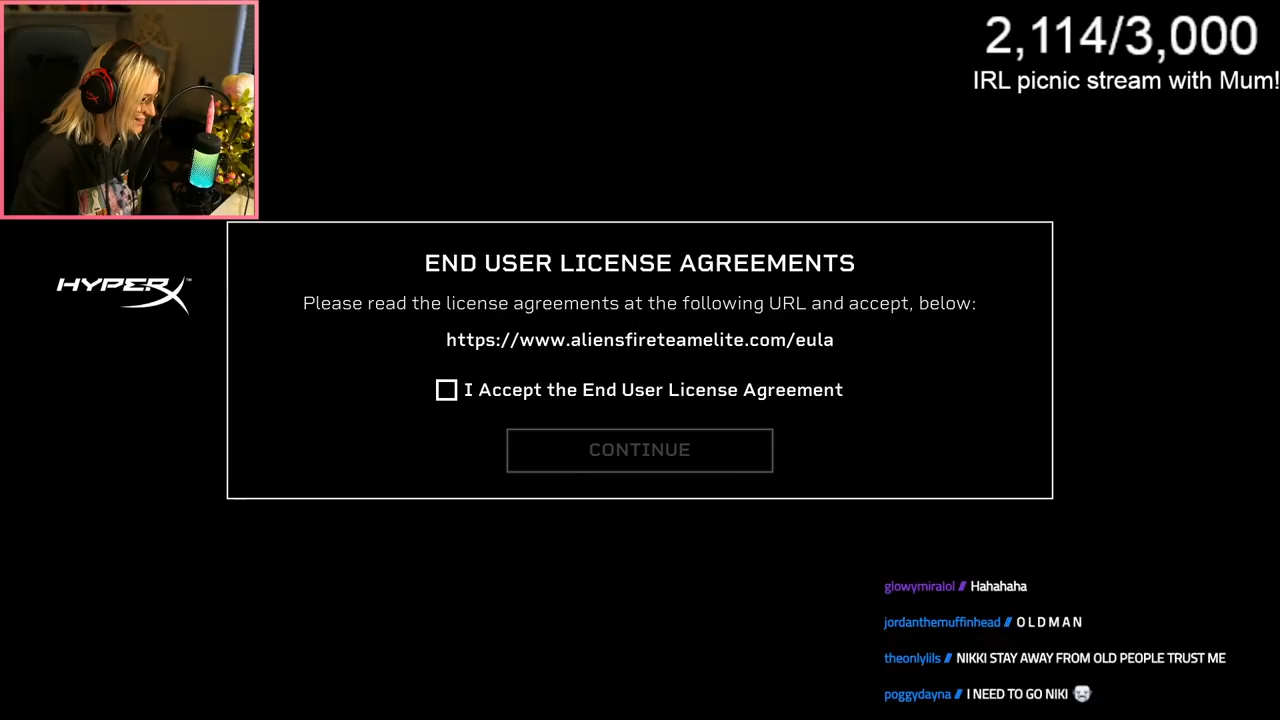 2,114/3,000
IRL picnic stream with Mum!
HYPERX™
END USER LICENSE AGREEMENTS
Please read the license agreements at the following URL and accept, below:
https://www.aliensfireteamelite.com/eula
I Accept the End User License Agreement
CONTINUE
glowymiralol // Hahahaha
jordanthemuffinhead // O L D M A N
theonlylils // NIKKI STAY AWAY FROM OLD PEOPLE TRUST ME
poggydayna // I NEED TO GO NIKI